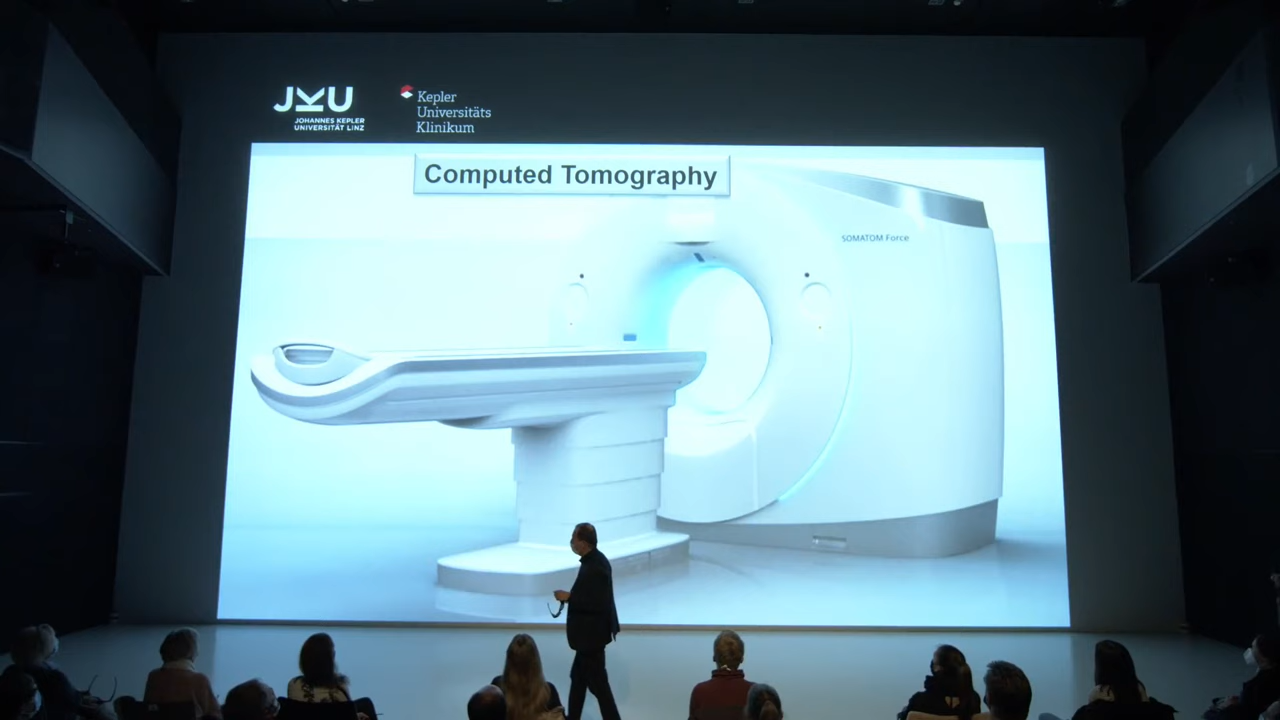 JKU
JOHANNES KEPLER
UNIVERSITÄT LINZ
Kepler
Universitäts
Klinikum
Computed Tomography
SOMATOM Force